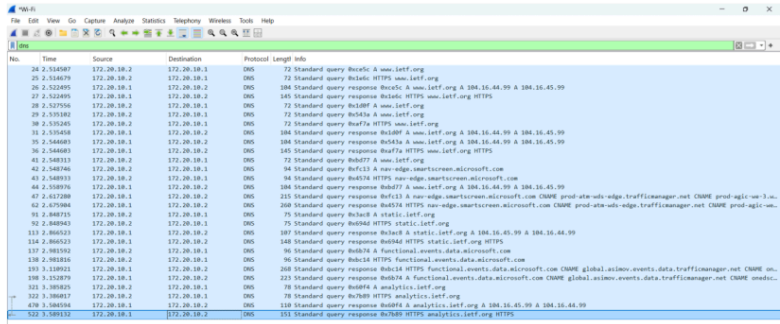 *Wi-Fi
File Edit View Go Capture Analyze Statistics Telephony Wireless Tools Help
dns
No. Time Source Destination Protocol Length Info
24 2.514507 172.20.10.2 172.20.10.1 DNS 72 Standard query 0xce5c A www.ietf.org
25 2.514679 172.20.10.2 172.20.10.1 DNS 72 Standard query 0x1e6c HTTPS www.ietf.org
26 2.522495 172.20.10.1 172.20.10.2 DNS 104 Standard query response 0xce5c A www.ietf.org A 104.16.44.99 A 104.16.45.99
27 2.522495 172.20.10.1 172.20.10.2 DNS 145 Standard query response 0x1e6c HTTPS www.ietf.org HTTPS
28 2.527556 172.20.10.2 172.20.10.1 DNS 72 Standard query 0x1d0f A www.ietf.org
29 2.535102 172.20.10.2 172.20.10.1 DNS 72 Standard query 0x543a A www.ietf.org
30 2.535245 172.20.10.2 172.20.10.1 DNS 72 Standard query 0xaf7a HTTPS www.ietf.org
31 2.535458 172.20.10.1 172.20.10.2 DNS 104 Standard query response 0x1d0f A www.ietf.org A 104.16.44.99 A 104.16.45.99
35 2.544603 172.20.10.1 172.20.10.2 DNS 104 Standard query response 0x543a A www.ietf.org A 104.16.45.99 A 104.16.44.99
36 2.544603 172.20.10.1 172.20.10.2 DNS 145 Standard query response 0xaf7a HTTPS www.ietf.org HTTPS
41 2.548313 172.20.10.2 172.20.10.1 DNS 72 Standard query 0xbd77 A www.ietf.org
42 2.548746 172.20.10.2 172.20.10.1 DNS 94 Standard query 0xfc13 A nav-edge.smartscreen.microsoft.com
43 2.548933 172.20.10.2 172.20.10.1 DNS 94 Standard query 0x4574 HTTPS nav-edge.smartscreen.microsoft.com
44 2.558976 172.20.10.1 172.20.10.2 DNS 104 Standard query response 0xbd77 A www.ietf.org A 104.16.45.99 A 104.16.44.99
47 2.617280 172.20.10.1 172.20.10.2 DNS 215 Standard query response 0xfc13 A nav-edge.smartscreen.microsoft.com CNAME prod-atm-wds-edge.trafficmanager.net CNAME prod-agic-we-3.w…
62 2.675904 172.20.10.1 172.20.10.2 DNS 260 Standard query response 0x4574 HTTPS nav-edge.smartscreen.microsoft.com CNAME prod-atm-wds-edge.trafficmanager.net CNAME prod-agic-we…
91 2.848715 172.20.10.2 172.20.10.1 DNS 75 Standard query 0x3ac8 A static.ietf.org
92 2.848943 172.20.10.2 172.20.10.1 DNS 75 Standard query 0x694d HTTPS static.ietf.org
113 2.866523 172.20.10.1 172.20.10.2 DNS 107 Standard query response 0x3ac8 A static.ietf.org A 104.16.45.99 A 104.16.44.99
114 2.866523 172.20.10.1 172.20.10.2 DNS 148 Standard query response 0x694d HTTPS static.ietf.org HTTPS
137 2.981592 172.20.10.2 172.20.10.1 DNS 96 Standard query 0x6b74 A functional.events.data.microsoft.com
138 2.981816 172.20.10.2 172.20.10.1 DNS 96 Standard query 0xbc14 HTTPS functional.events.data.microsoft.com
193 3.110921 172.20.10.1 172.20.10.2 DNS 268 Standard query response 0xbc14 HTTPS functional.events.data.microsoft.com CNAME global.asimov.events.data.trafficmanager.net CNAME on…
198 3.152879 172.20.10.1 172.20.10.2 DNS 223 Standard query response 0x6b74 A functional.events.data.microsoft.com CNAME global.asimov.events.data.trafficmanager.net CNAME onedsc…
321 3.385825 172.20.10.2 172.20.10.1 DNS 78 Standard query 0x60f4 A analytics.ietf.org
322 3.386017 172.20.10.2 172.20.10.1 DNS 78 Standard query 0x7b89 HTTPS analytics.ietf.org
470 3.504594 172.20.10.1 172.20.10.2 DNS 110 Standard query response 0x60f4 A analytics.ietf.org A 104.16.45.99 A 104.16.44.99
522 3.589132 172.20.10.1 172.20.10.2 DNS 151 Standard query response 0x7b89 HTTPS analytics.ietf.org HTTPS